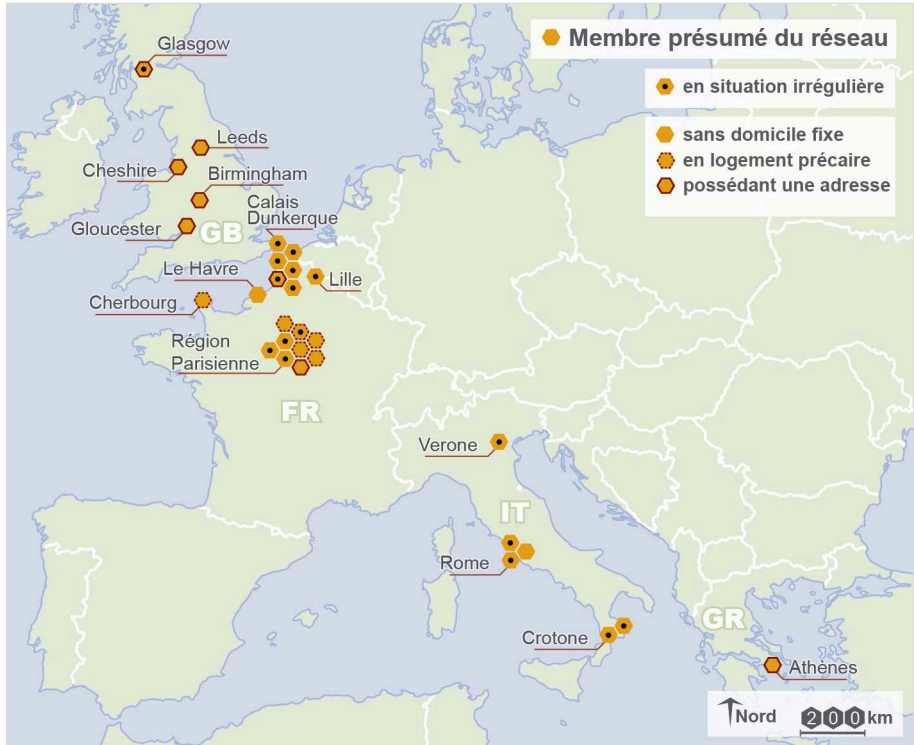 Glasgow
Membre présumé du réseau
en situation irrégulière
sans domicile fixe
en logement précaire
possédant une adresse
Leeds
Cheshire
Birmingham
Calais
Dunkerque
Gloucester
GB
Le Havre
Lille
Cherbourg
Région
Parisienne
FR
Verone
IT
Rome
GR
Crotone
Athènes
Nord
200 km